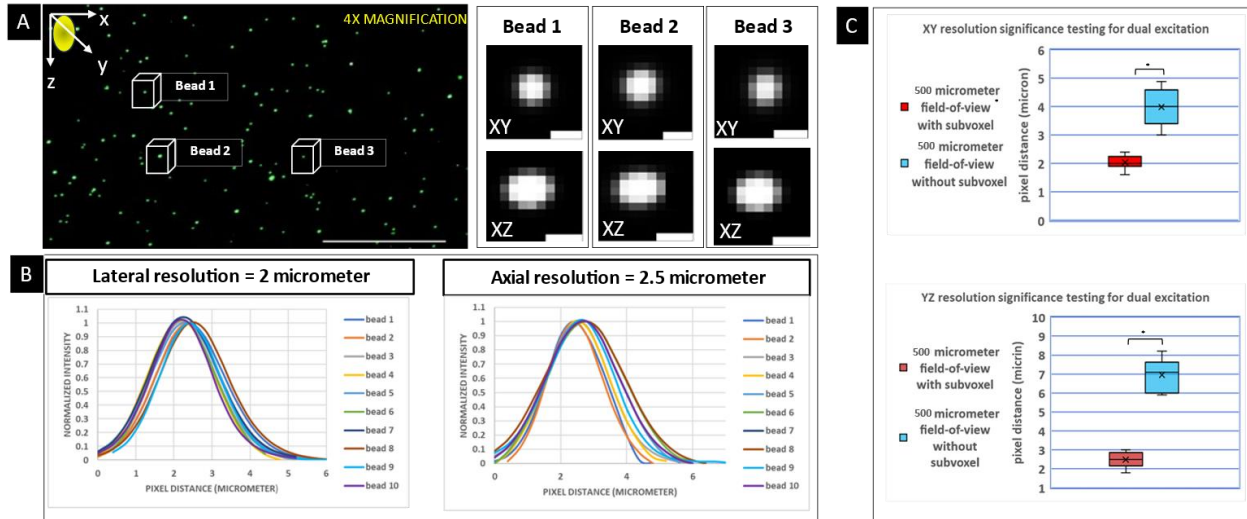 A
x
y
z
4X MAGNIFICATION
Bead 1
Bead 2
Bead 3
Bead 1
Bead 2
Bead 3
XY
XY
XY
XZ
XZ
XZ
B
Lateral resolution = 2 micrometer
NORMALIZED INTENSITY
1.1
1
0.9
0.8
0.7
0.6
0.5
0.4
0.3
0.2
0.1
0
0
1
2
3
4
5
6
PIXEL DISTANCE (MICROMETER)
bead 1
bead 2
bead 3
bead 4
bead 5
bead 6
bead 7
bead 8
bead 9
bead 10
Axial resolution = 2.5 micrometer
NORMALIZED INTENSITY
1.1
1
0.9
0.8
0.7
0.6
0.5
0.4
0.3
0.2
0.1
0
0
2
4
6
PIXEL DISTANCE (MICROMETER)
bead 1
bead 2
bead 3
bead 4
bead 5
bead 6
bead 7
bead 8
bead 9
bead 10
C
XY resolution significance testing for dual excitation
500 micrometer
field-of-view
with subvoxel
500 micrometer
field-of-view
without subvoxel
pixel distance (micron)
6
5
4
3
2
1
0
YZ resolution significance testing for dual excitation
500 micrometer
field-of-view
with subvoxel
500 micrometer
field-of-view
without
subvoxel
pixel distance (micrin)
10
9
8
7
6
5
4
3
2
1